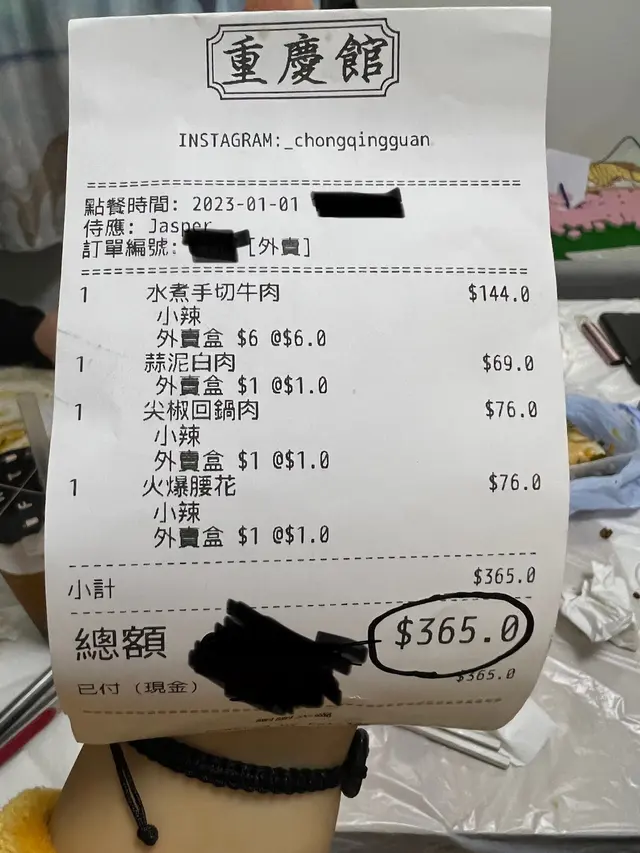 重慶館
INSTAGRAM:_chongqingguan
點餐時間: 2023-01-01
侍應: Jasper
訂單編號: [外賣]
1 水煮手切牛肉 $144.0
小辣
外賣盒 $6 @$6.0
1 蒜泥白肉 $69.0
外賣盒 $1 @$1.0
1 尖椒回鍋肉 $76.0
小辣
外賣盒 $1 @$1.0
1 火爆腰花 $76.0
小辣
外賣盒 $1 @$1.0
小計 $365.0
總額 $365.0
已付 (現金) $365.0